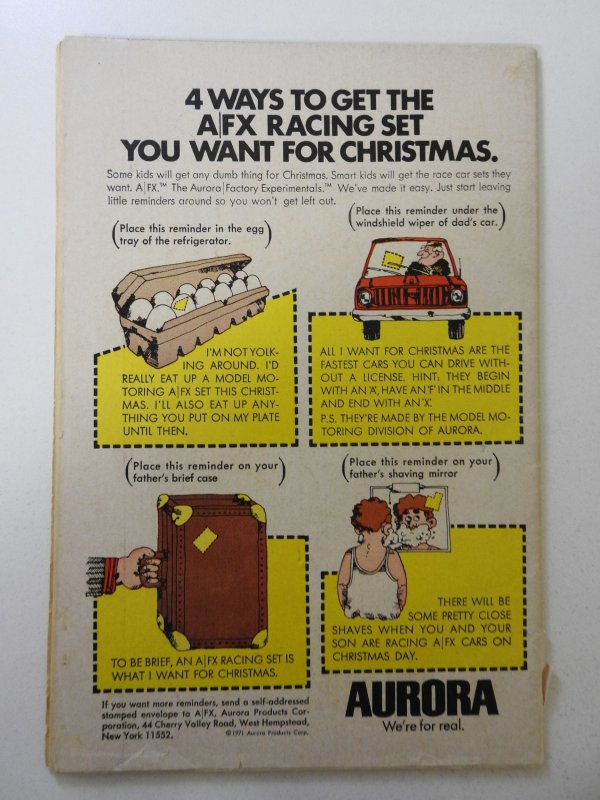 4 WAYS TO GET THE
A|FX RACING SET
YOU WANT FOR CHRISTMAS.
Some kids will get any dumb thing for Christmas. Smart kids will get the race car sets they
want. A|FX.™ The Aurora|Factory Experimentals.™ We've made it easy. Just start leaving
little reminders around so you won't get left out.
(Place this reminder in the egg
tray of the refrigerator.)
I'M NOT YOLK-
ING AROUND. I'D
REALLY EAT UP A MODEL MO-
TORING A|FX SET THIS CHRIST-
MAS. I'LL ALSO EAT UP ANY-
THING YOU PUT ON MY PLATE
UNTIL THEN.
(Place this reminder under the
windshield wiper of dad's car.)
ALL I WANT FOR CHRISTMAS ARE THE
FASTEST CARS YOU CAN DRIVE WITH-
OUT A LICENSE. HINT: THEY BEGIN
WITH AN 'A', HAVE AN 'F' IN THE MIDDLE
AND END WITH AN 'X'.
P.S. THEY'RE MADE BY THE MODEL MO-
TORING DIVISION OF AURORA.
(Place this reminder on your
father's brief case)
TO BE BRIEF, AN A|FX RACING SET IS
WHAT I WANT FOR CHRISTMAS.
(Place this reminder on your
father's shaving mirror)
THERE WILL BE
SOME PRETTY CLOSE
SHAVES WHEN YOU AND YOUR
SON ARE RACING A|FX CARS ON
CHRISTMAS DAY.
If you want more reminders, send a self-addressed
stamped envelope to A|FX, Aurora Products Cor-
poration, 44 Cherry Valley Road, West Hempstead,
New York 11552.
©1971 Aurora Products Corp.
AURORA
We're for real.